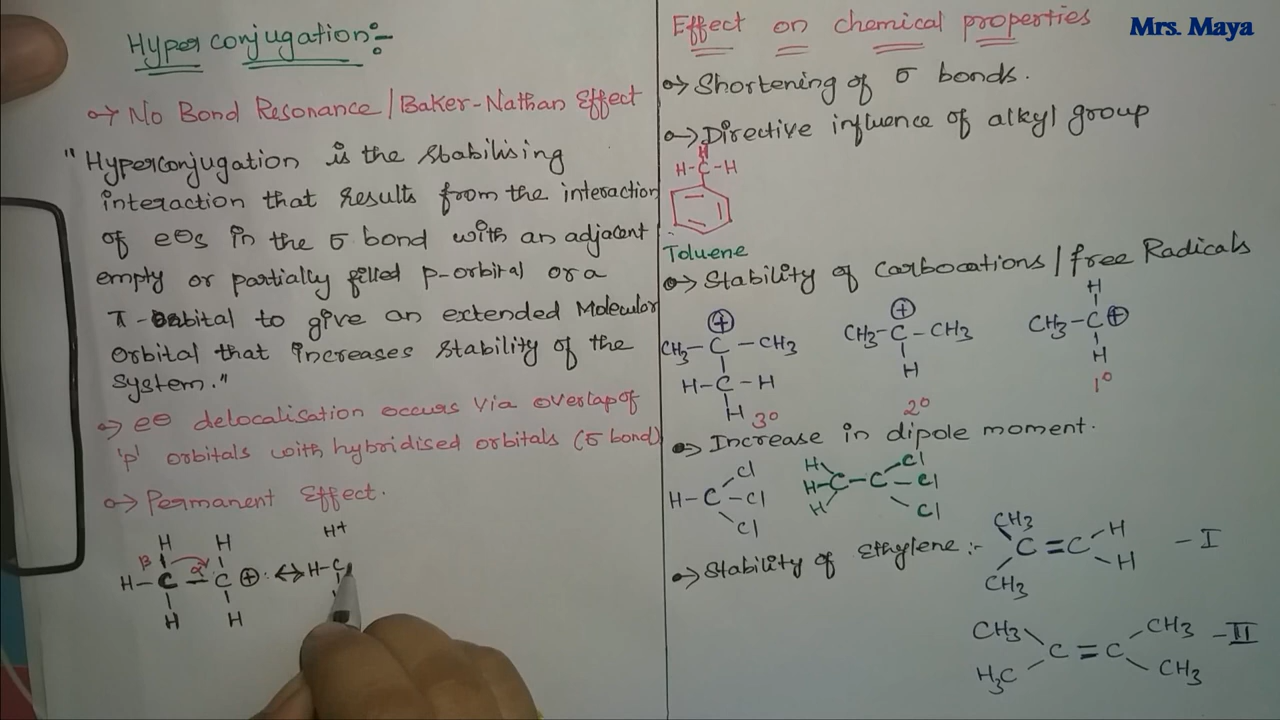 Hyperconjugation:-
→ No Bond Resonance / Baker-Nathan Effect
"Hyperconjugation is the stabilising
interaction that results from the interaction
of e⊖s in the σ bond with an adjacent
empty or partially filled p-orbital or a
π-orbital to give an extended Molecular
orbital that increases stability of the
system."
→ e⊖ delocalisation occurs via overlap of
'p' orbitals with hybridised orbitals (σ bond)
→ Permanent Effect.
H H H+
β α
H-C-C⊕ ↔ H-C
H H
Mrs. Maya
Effect on chemical properties
→ Shortening of σ bonds.
→ Directive influence of alkyl group
H
H-C-H
Toluene
→ Stability of Carbocations / free Radicals
⊕ ⊕ H
CH3-C-CH3 CH3-C-CH3 CH3-C⊕
H-C-H H H
H 3° 2° 1°
→ Increase in dipole moment.
Cl H Cl
H-C-Cl H-C-C-Cl
Cl H Cl
→ Stability of Ethylene :-
CH3 H
C=C - I
CH3 H
CH3 CH3 - II
C=C
H3C CH3